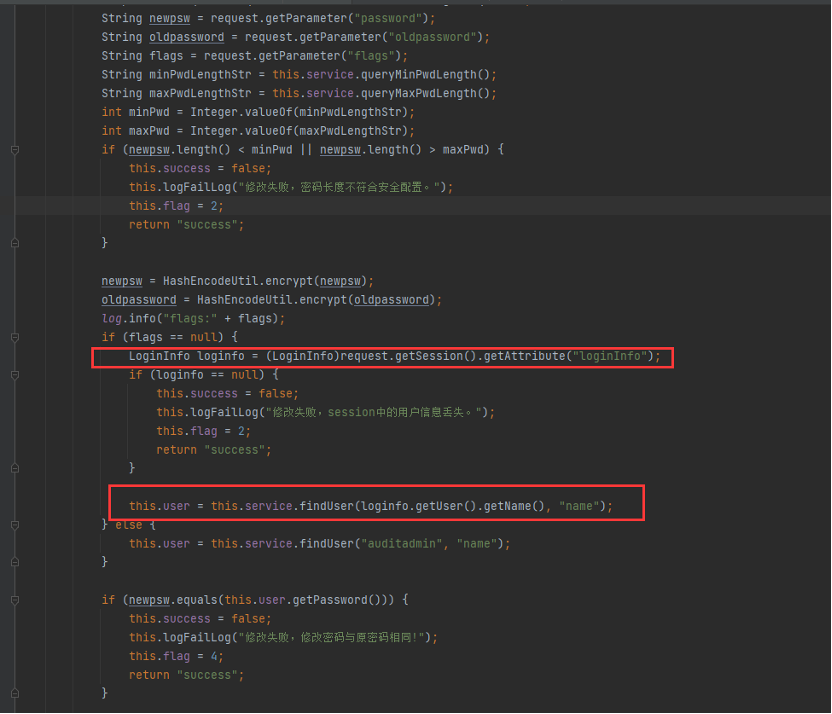 String newpsw = request.getParameter("password");
String oldpassword = request.getParameter("oldpassword");
String flags = request.getParameter("flags");
String minPwdLengthStr = this.service.queryMinPwdLength();
String maxPwdLengthStr = this.service.queryMaxPwdLength();
int minPwd = Integer.valueOf(minPwdLengthStr);
int maxPwd = Integer.valueOf(maxPwdLengthStr);
if (newpsw.length() < minPwd || newpsw.length() > maxPwd) {
this.success = false;
this.logFailLog("修改失败，密码长度不符合安全配置。");
this.flag = 2;
return "success";
}
newpsw = HashEncodeUtil.encrypt(newpsw);
oldpassword = HashEncodeUtil.encrypt(oldpassword);
log.info("flags:" + flags);
if (flags == null) {
LoginInfo loginfo = (LoginInfo)request.getSession().getAttribute("loginInfo");
if (loginfo == null) {
this.success = false;
this.logFailLog("修改失败，session中的用户信息丢失。");
this.flag = 2;
return "success";
}
this.user = this.service.findUser(loginfo.getUser().getName(), "name");
} else {
this.user = this.service.findUser("auditadmin", "name");
}
if (newpsw.equals(this.user.getPassword())) {
this.success = false;
this.logFailLog("修改失败，修改密码与原密码相同!");
this.flag = 4;
return "success";
}